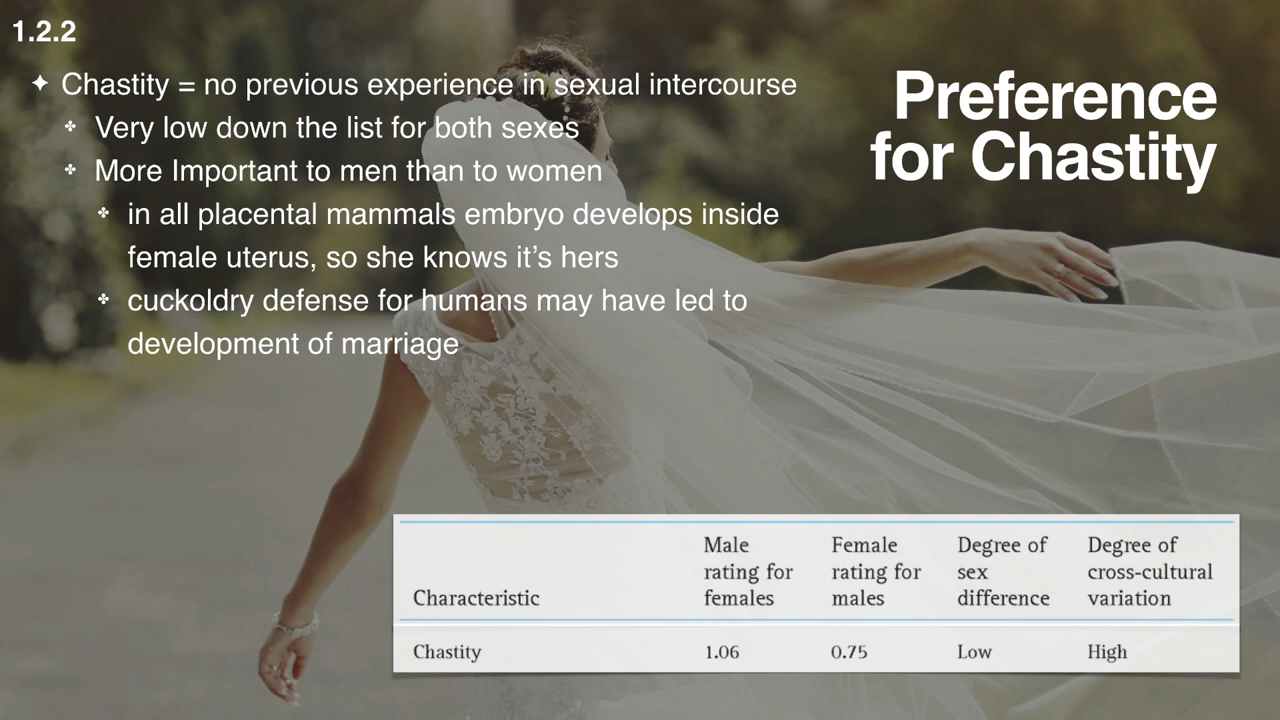 1.2.2
✦ Chastity = no previous experience in sexual intercourse
✤ Very low down the list for both sexes
✤ More Important to men than to women
✤ in all placental mammals embryo develops inside
female uterus, so she knows it’s hers
✤ cuckoldry defense for humans may have led to
development of marriage
Preference
for Chastity
Characteristic Male rating for females Female rating for males Degree of sex difference Degree of cross-cultural variation
Chastity 1.06 0.75 Low High